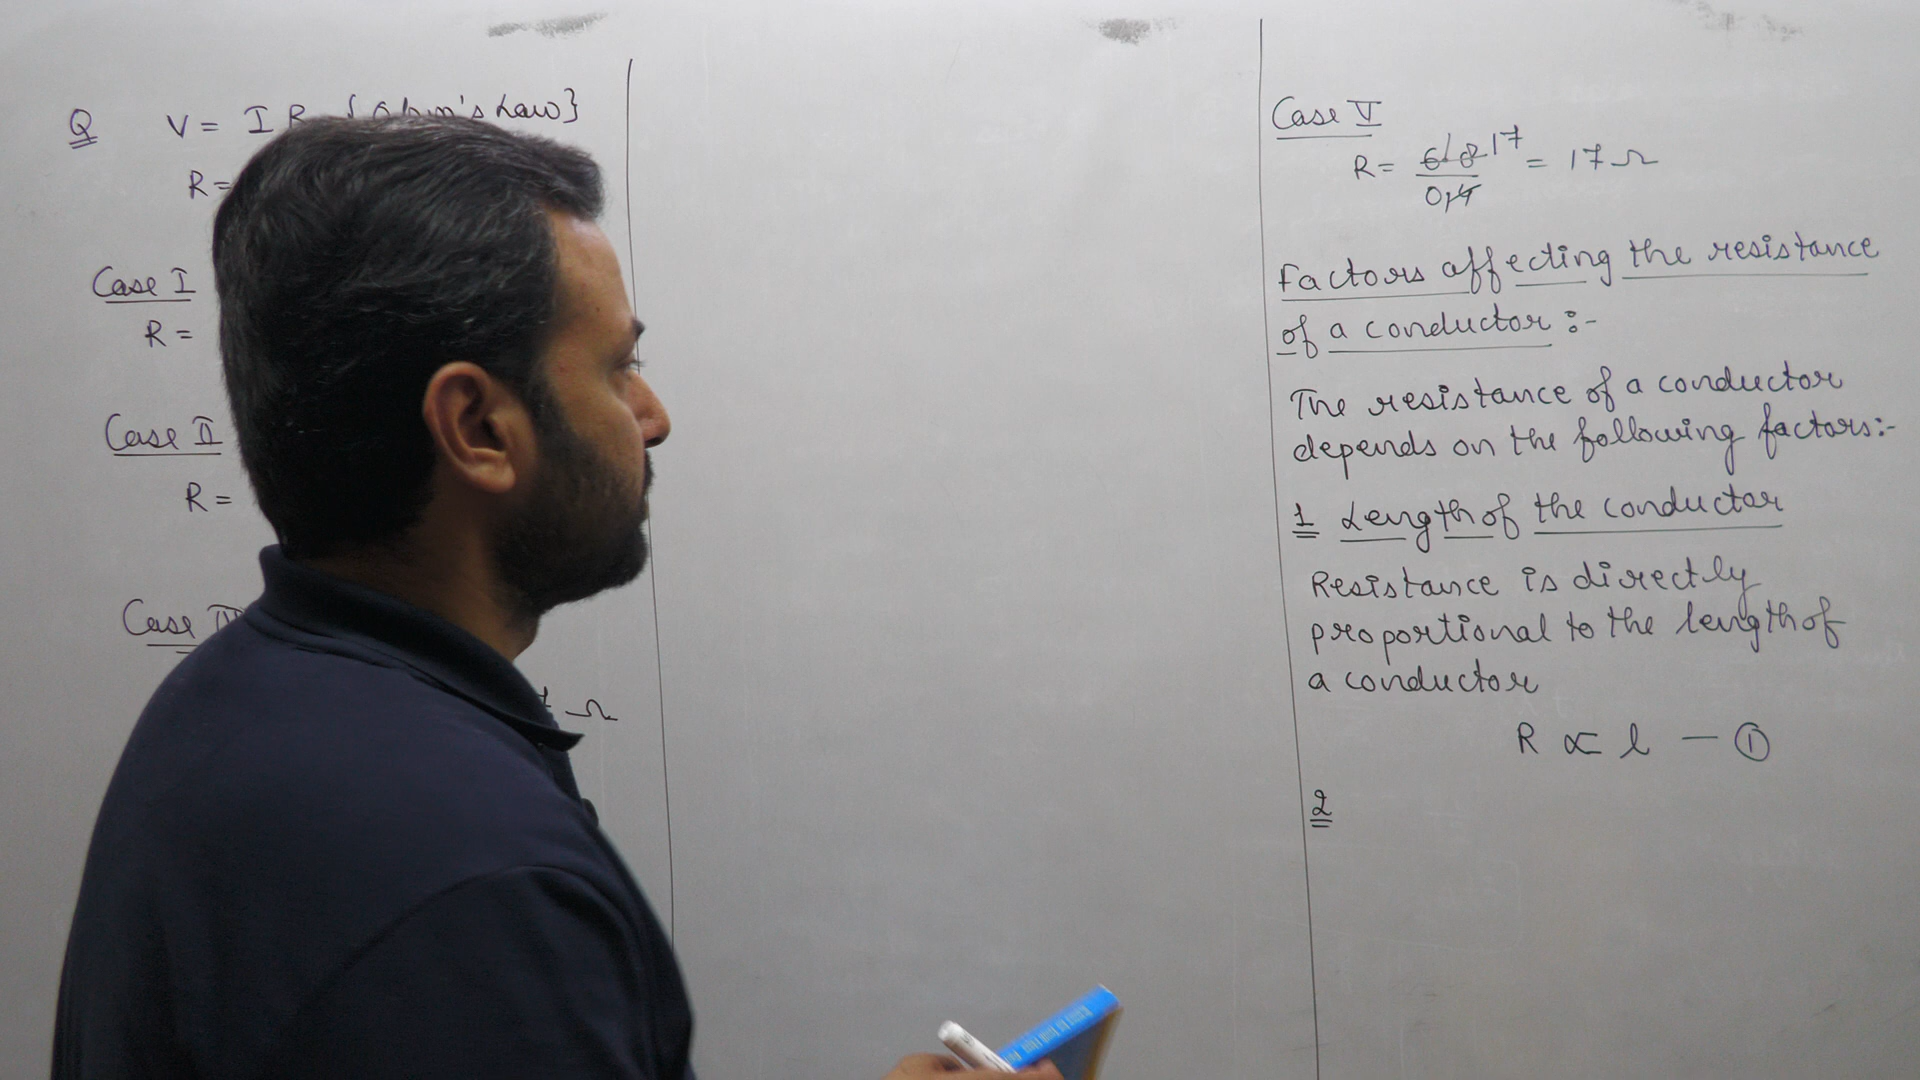 Q V = I R {Ohm's Law}
R =
Case I
R =
Case II
R =
Case
Ω
Case V
R = 6.8 17 = 17 Ω
0.4
Factors affecting the resistance
of a conductor :-
The resistance of a conductor
depends on the following factors:-
1 Length of the conductor
Resistance is directly
proportional to the length of
a conductor
R ∝ l — ①
2